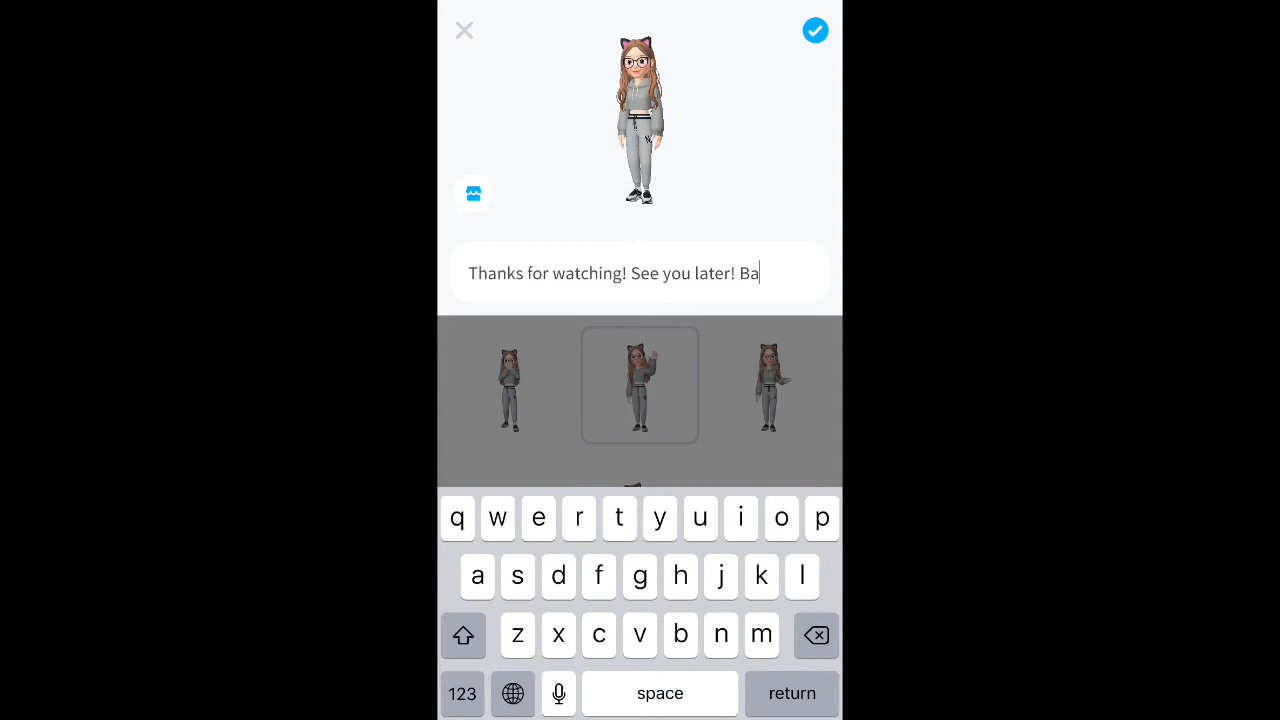 Thanks for watching! See you later! Ba
q w e r t y u i o p
a s d f g h j k l
z x c v b n m
123 space return